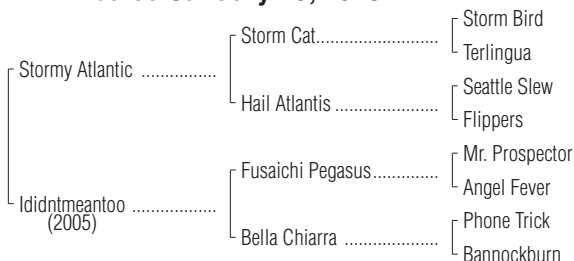 Storm Bird
Storm Cat
Terlingua
Stormy Atlantic
Seattle Slew
Hail Atlantis
Flippers
Mr. Prospector
Fusaichi Pegasus
Angel Fever
Ididntmeantoo
(2005)
Phone Trick
Bella Chiarra
Bannockburn